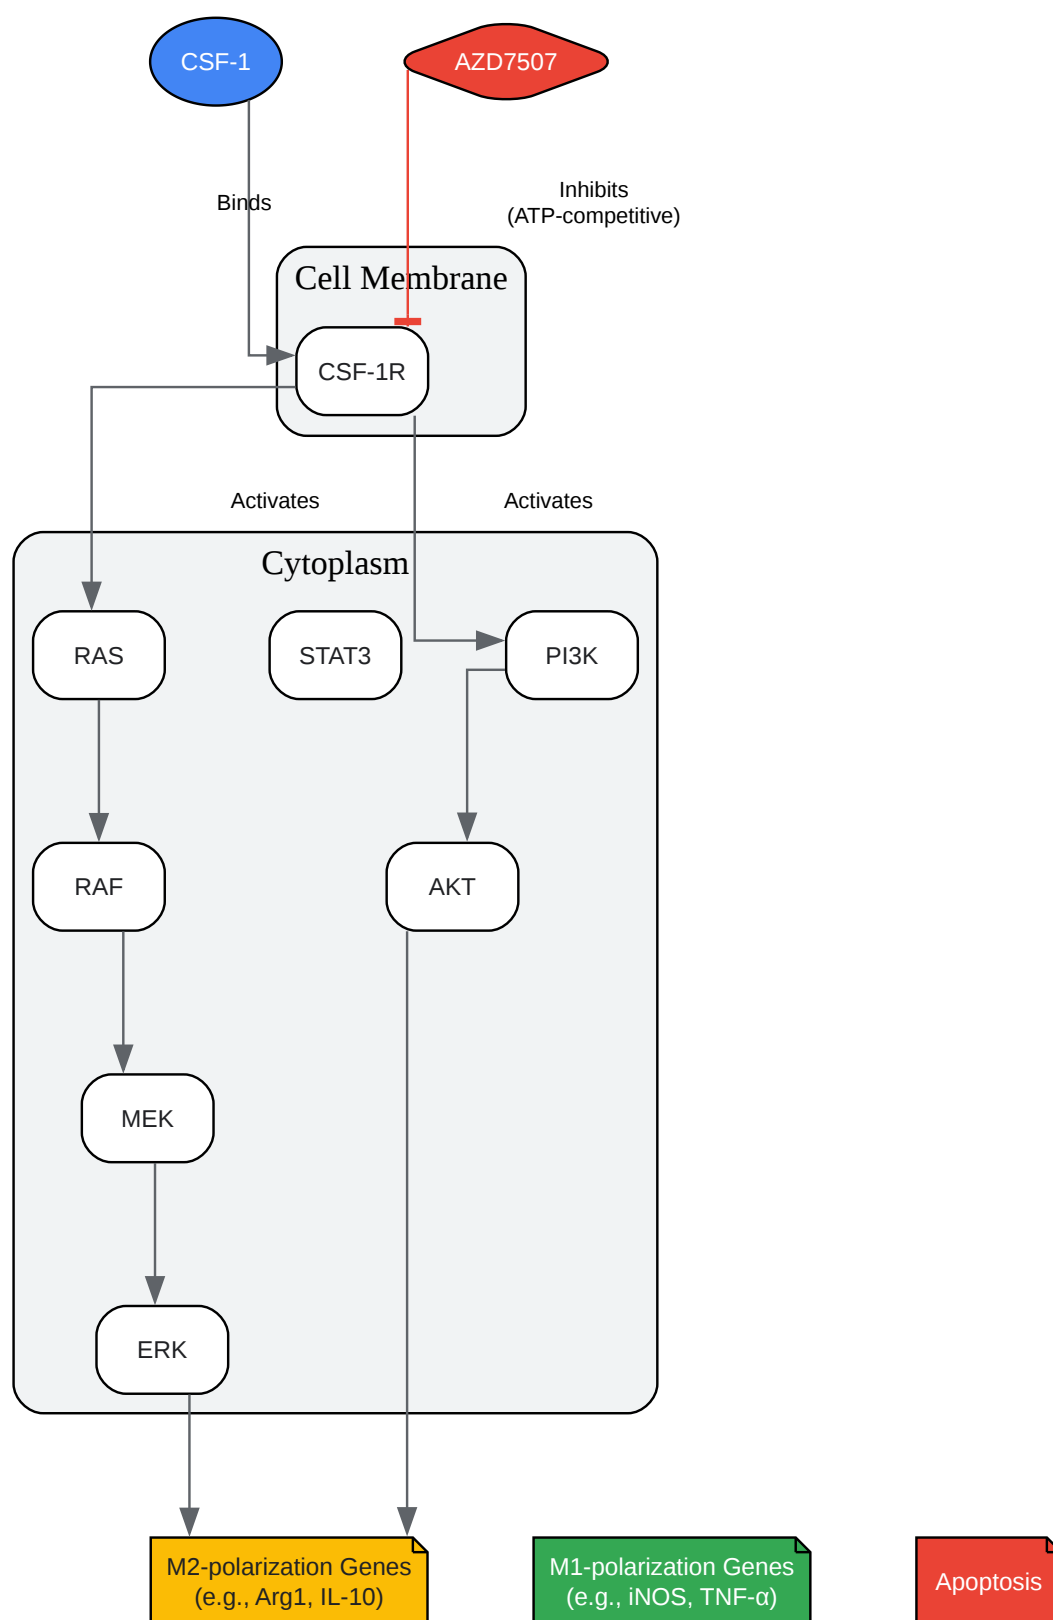 CSF-1
AZD7507
Binds
Inhibits
(ATP-competitive)
Cell Membrane
CSF-1R
Activates
Activates
Cytoplasm
RAS
STAT3
PI3K
RAF
AKT
MEK
ERK
M2-polarization Genes
(e.g., Arg1, IL-10)
M1-polarization Genes
(e.g., iNOS, TNF-α)
Apoptosis